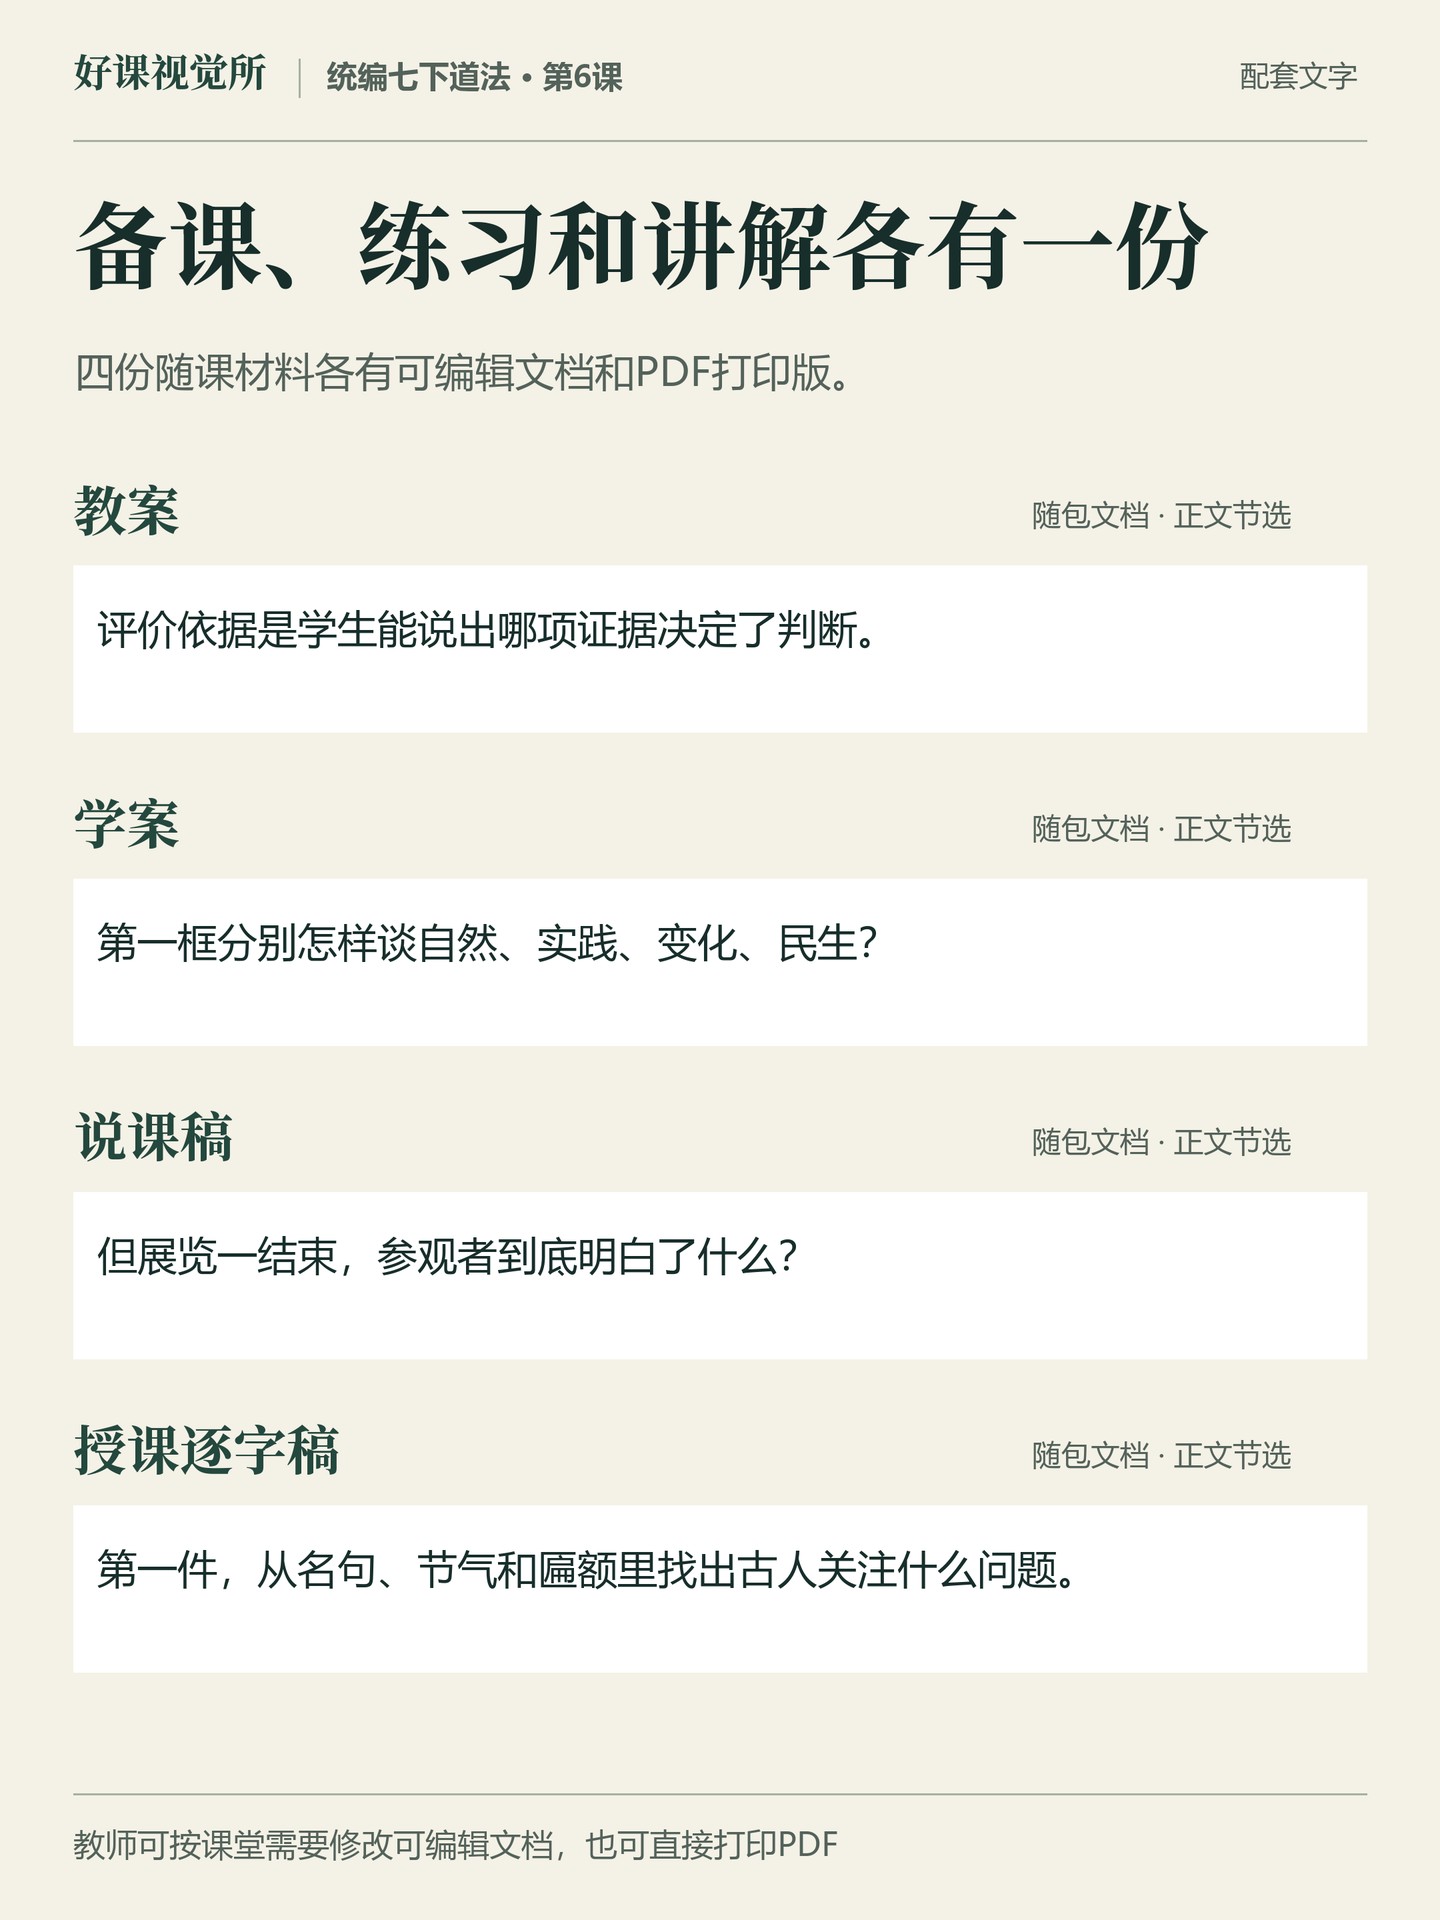 好课视觉所 | 统编七下道法·第6课 配套文字
备课、练习和讲解各有一份
四份随课材料各有可编辑文档和PDF打印版。
教案 随包文档·正文节选
评价依据是学生能说出哪项证据决定了判断。
学案 随包文档·正文节选
第一框分别怎样谈自然、实践、变化、民生?
说课稿 随包文档·正文节选
但展览一结束，参观者到底明白了什么?
授课逐字稿 随包文档·正文节选
第一件，从名句、节气和匾额里找出古人关注什么问题。
教师可按课堂需要修改可编辑文档，也可直接打印PDF